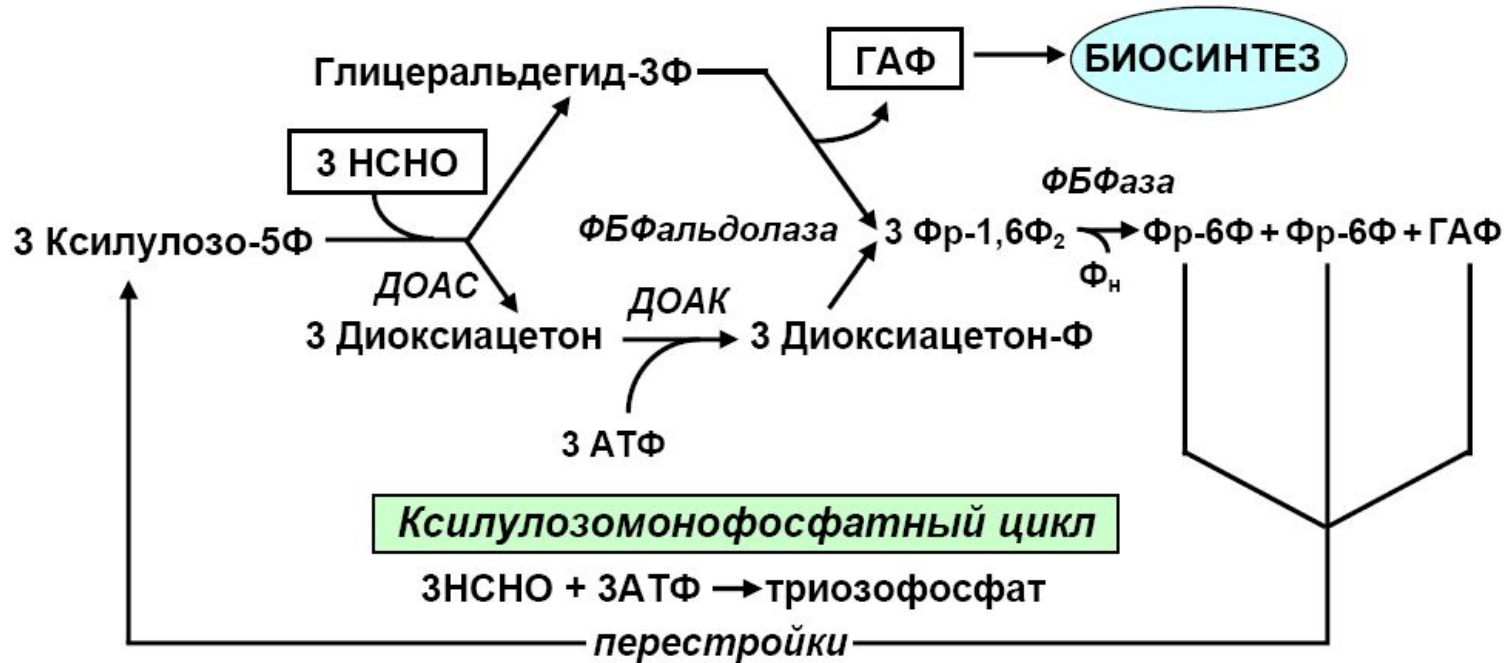 ГАФ
БИОСИНТЕЗ
Глицеральдегид-3Ф
3 НСНО
ФБФаза
ФБФальдолаза
3 Ксилулозо-5Ф
3 Фр-1,6Ф₂
Фр-6Ф + Фр-6Ф + ГАФ
Фн
ДОАС
ДОАК
3 Диоксиацетон
3 Диоксиацетон-Ф
3 АТФ
Ксилулозомонофосфатный цикл
3НСНО + 3АТФ → триозофосфат
перестройки